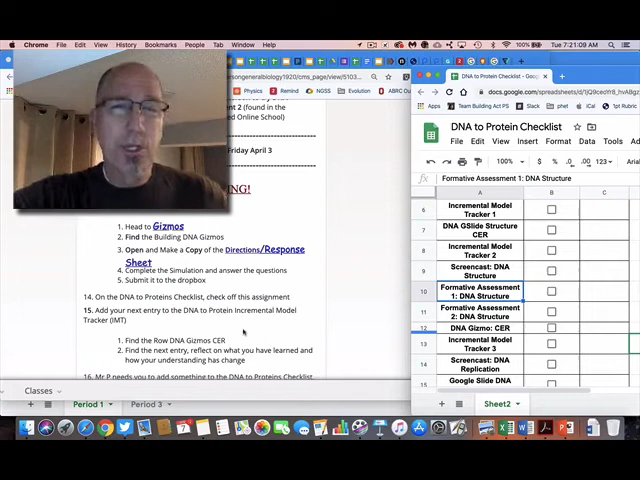 Chrome File Edit View History Bookmarks People Tab Window Help
Tue 7:21:09 AM
DNA to Protein Checklist - Goog
docs.google.com/spreadsheets/d/1jQ9cedYr8_hvABgz
Apps Team Building Act PS Slack Phys
Physics Remind NGSS Evolution ABRC Out
DNA to Protein Checklist
File Edit View Insert Format Data Tools
100% $ % .0 .00 123
fx Formative Assessment 1: DNA Structure
A B C
6 Incremental Model
Tracker 1
7 DNA GSlide Structure
CER
8 Incremental Model
Tracker 2
9 Screencast: DNA
Structure
10 Formative Assessment
1: DNA Structure
11 Formative Assessment
2: DNA Structure
12 DNA Gizmo: CER
13 Incremental Model
Tracker 3
14 Screencast: DNA
Replication
15 Google Slide DNA
Sheet2
ent 2 (found in the
ed Online School)
Friday April 3
1. Head to Gizmos
2. Find the Building DNA Gizmos
3. Open and Make a Copy of the Directions/Response
Sheet
4. Complete the Simulation and answer the questions
5. Submit it to the dropbox
14. On the DNA to Proteins Checklist, check off this assignment
15. Add your next entry to the DNA to Protein Incremental Model
Tracker (IMT)
1. Find the Row DNA Gizmos CER
2. Find the next entry, reflect on what you have learned and
how your understanding has change
16. Mr P needs you to add something to the DNA to Proteins Checklist
Classes
Period 1 Period 3